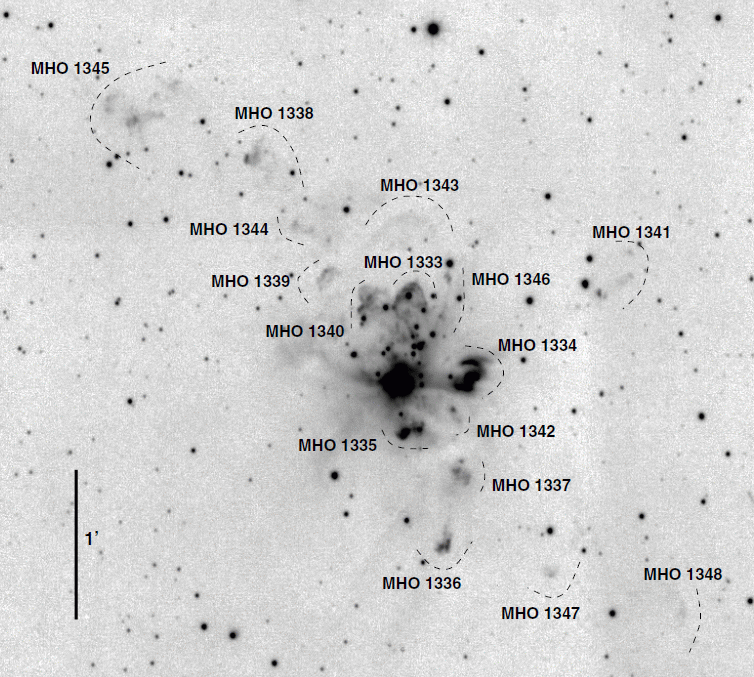 MHO 1345
MHO 1338
MHO 1343
MHO 1344
MHO 1341
MHO 1333
MHO 1339
MHO 1346
MHO 1340
MHO 1334
MHO 1342
MHO 1335
MHO 1337
1'
MHO 1348
MHO 1336
MHO 1347